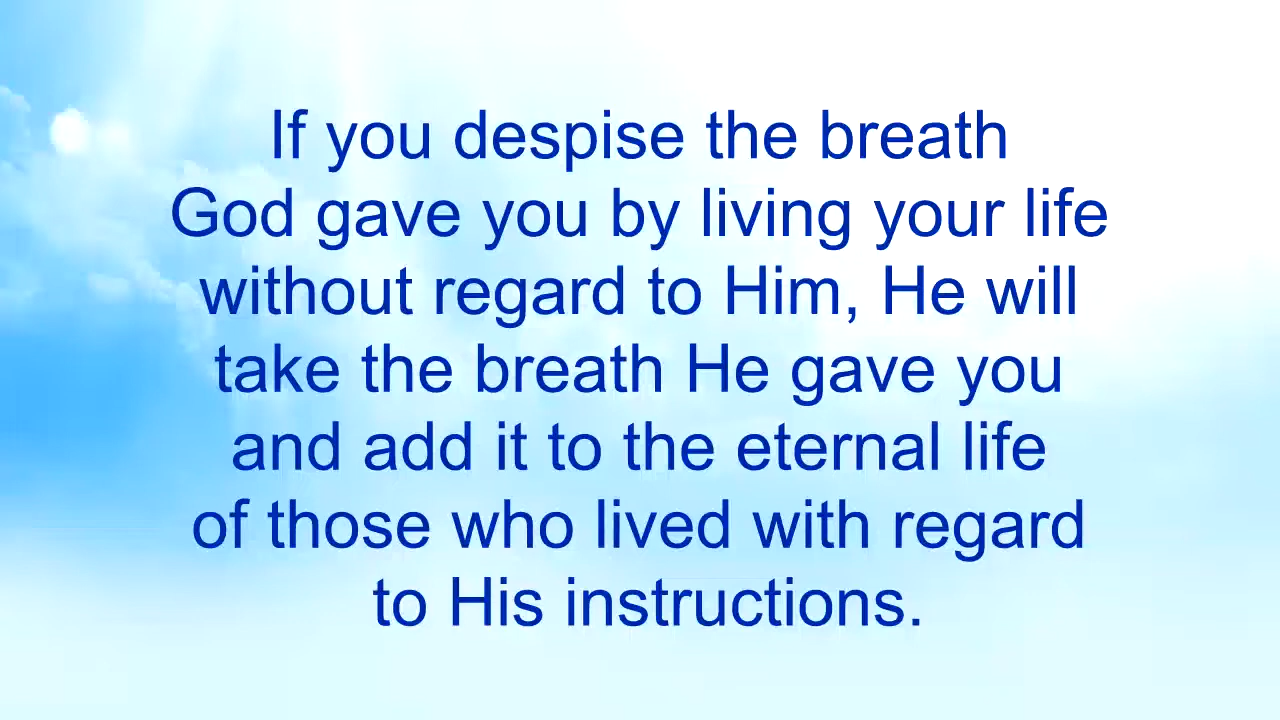 If you despise the breath
God gave you by living your life
without regard to Him, He will
take the breath He gave you
and add it to the eternal life
of those who lived with regard
to His instructions.